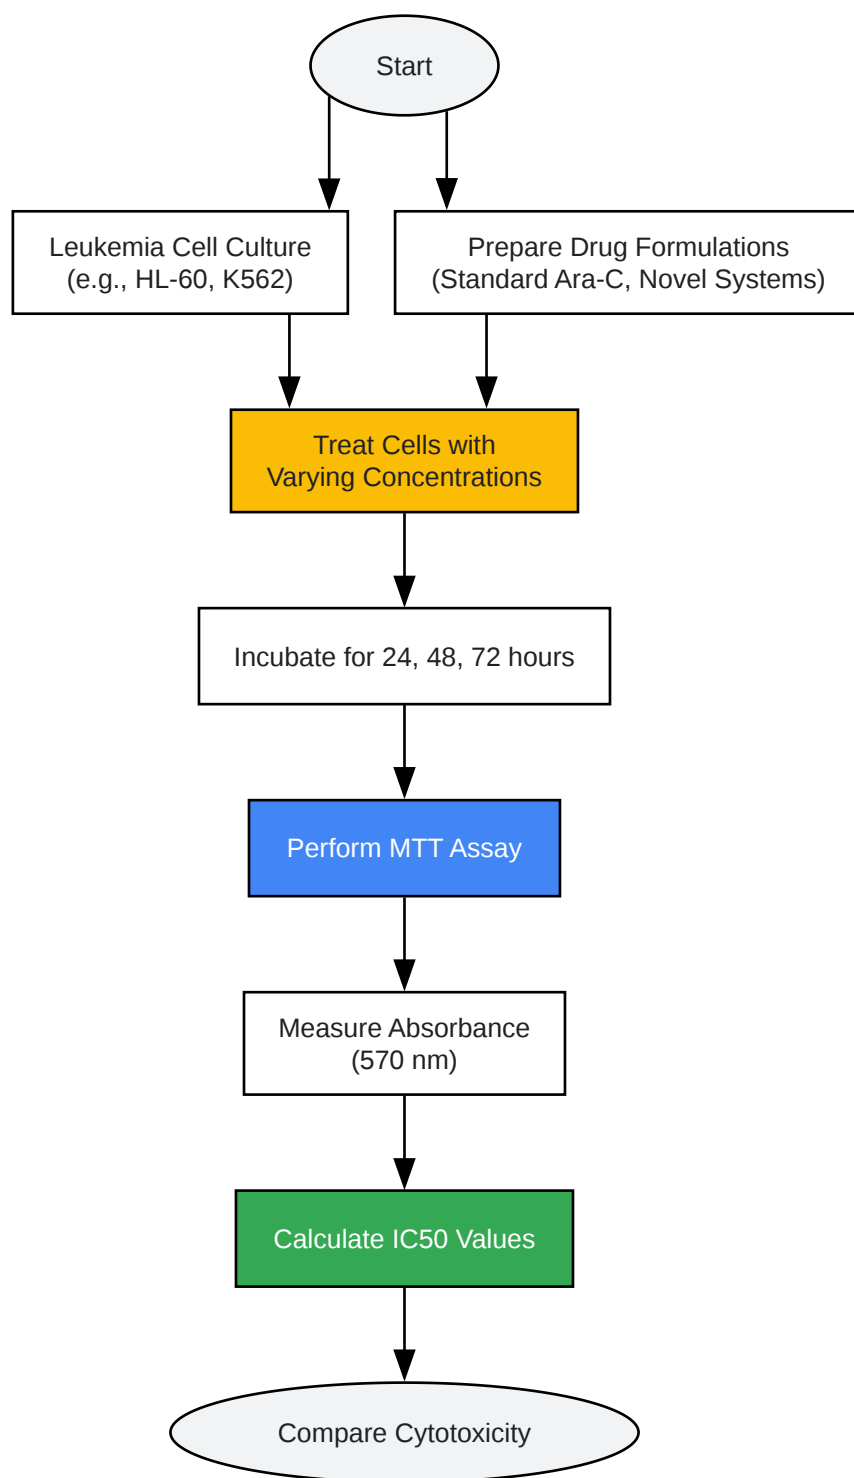 Start
Leukemia Cell Culture
(e.g., HL-60, K562)
Prepare Drug Formulations
(Standard Ara-C, Novel Systems)
Treat Cells with
Varying Concentrations
Incubate for 24, 48, 72 hours
Perform MTT Assay
Measure Absorbance
(570 nm)
Calculate IC50 Values
Compare Cytotoxicity